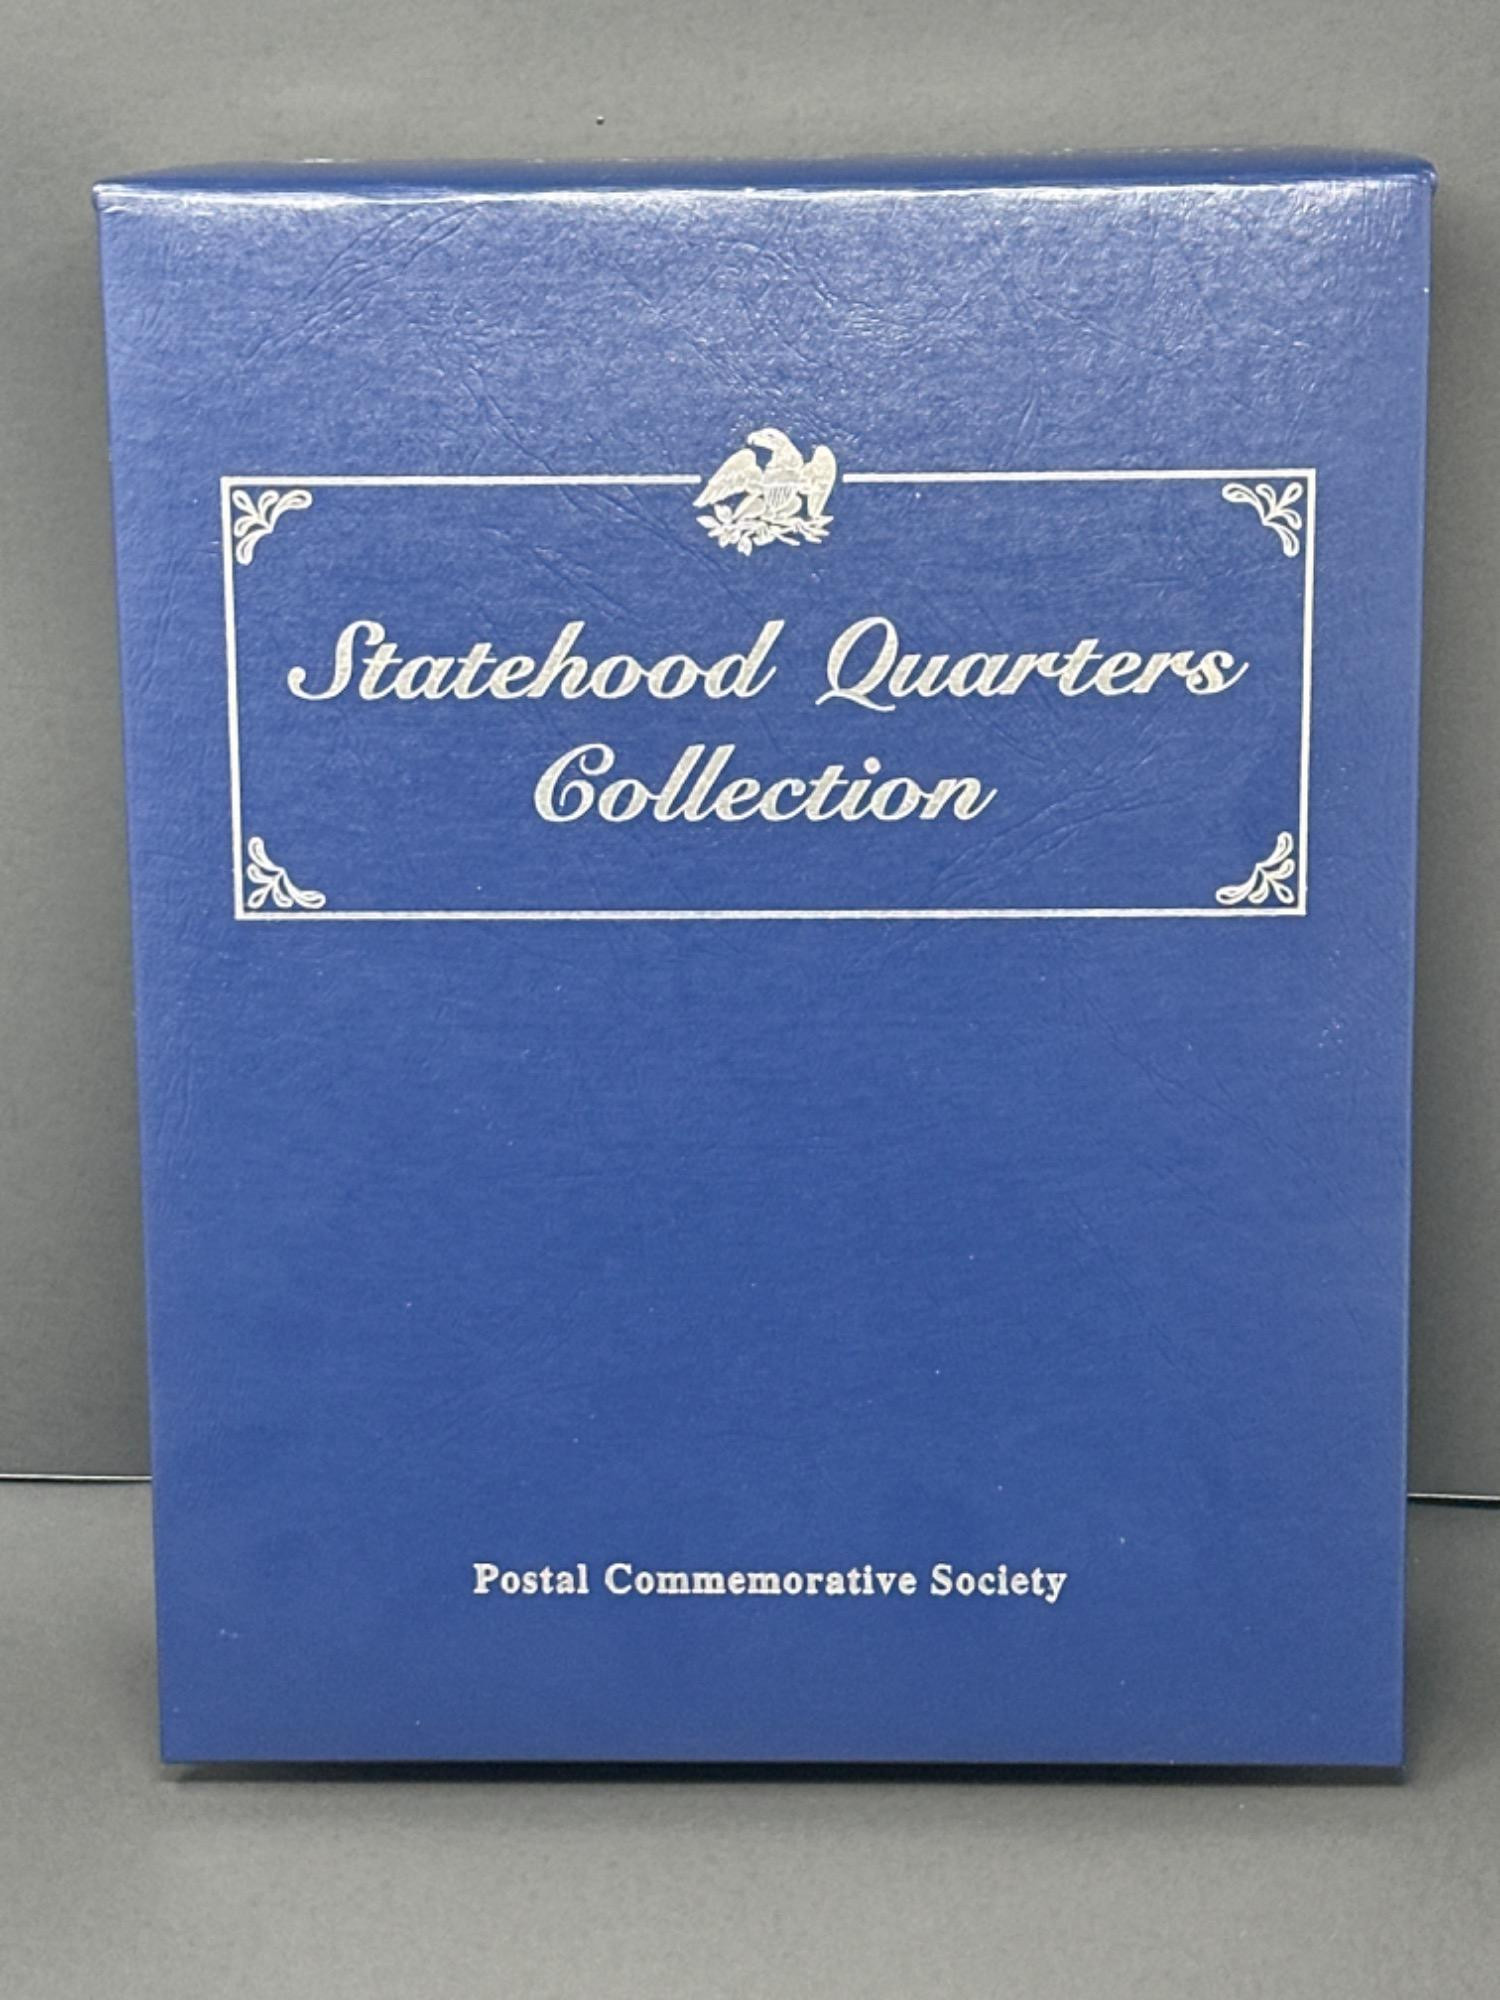 Statehood Quarters
Collection
Postal Commemorative Society